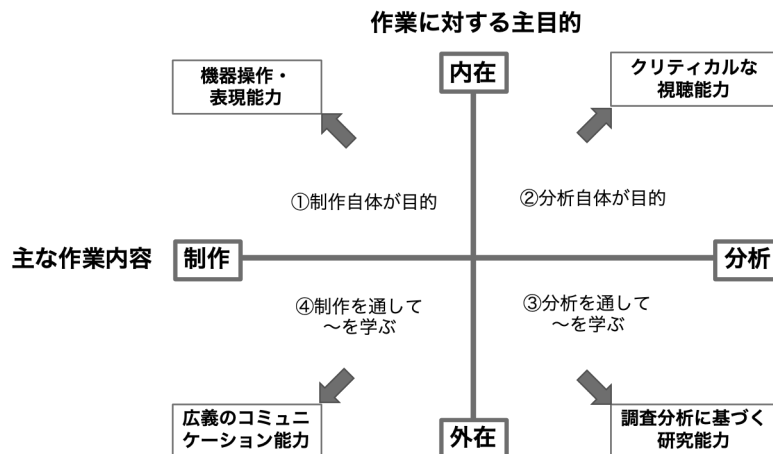 作業に対する主目的
機器操作・
表現能力
内在
クリティカルな
視聴能力
①制作自体が目的
②分析自体が目的
主な作業内容
制作
分析
④制作を通して
〜を学ぶ
③分析を通して
〜を学ぶ
広義のコミュニ
ケーション能力
外在
調査分析に基づく
研究能力